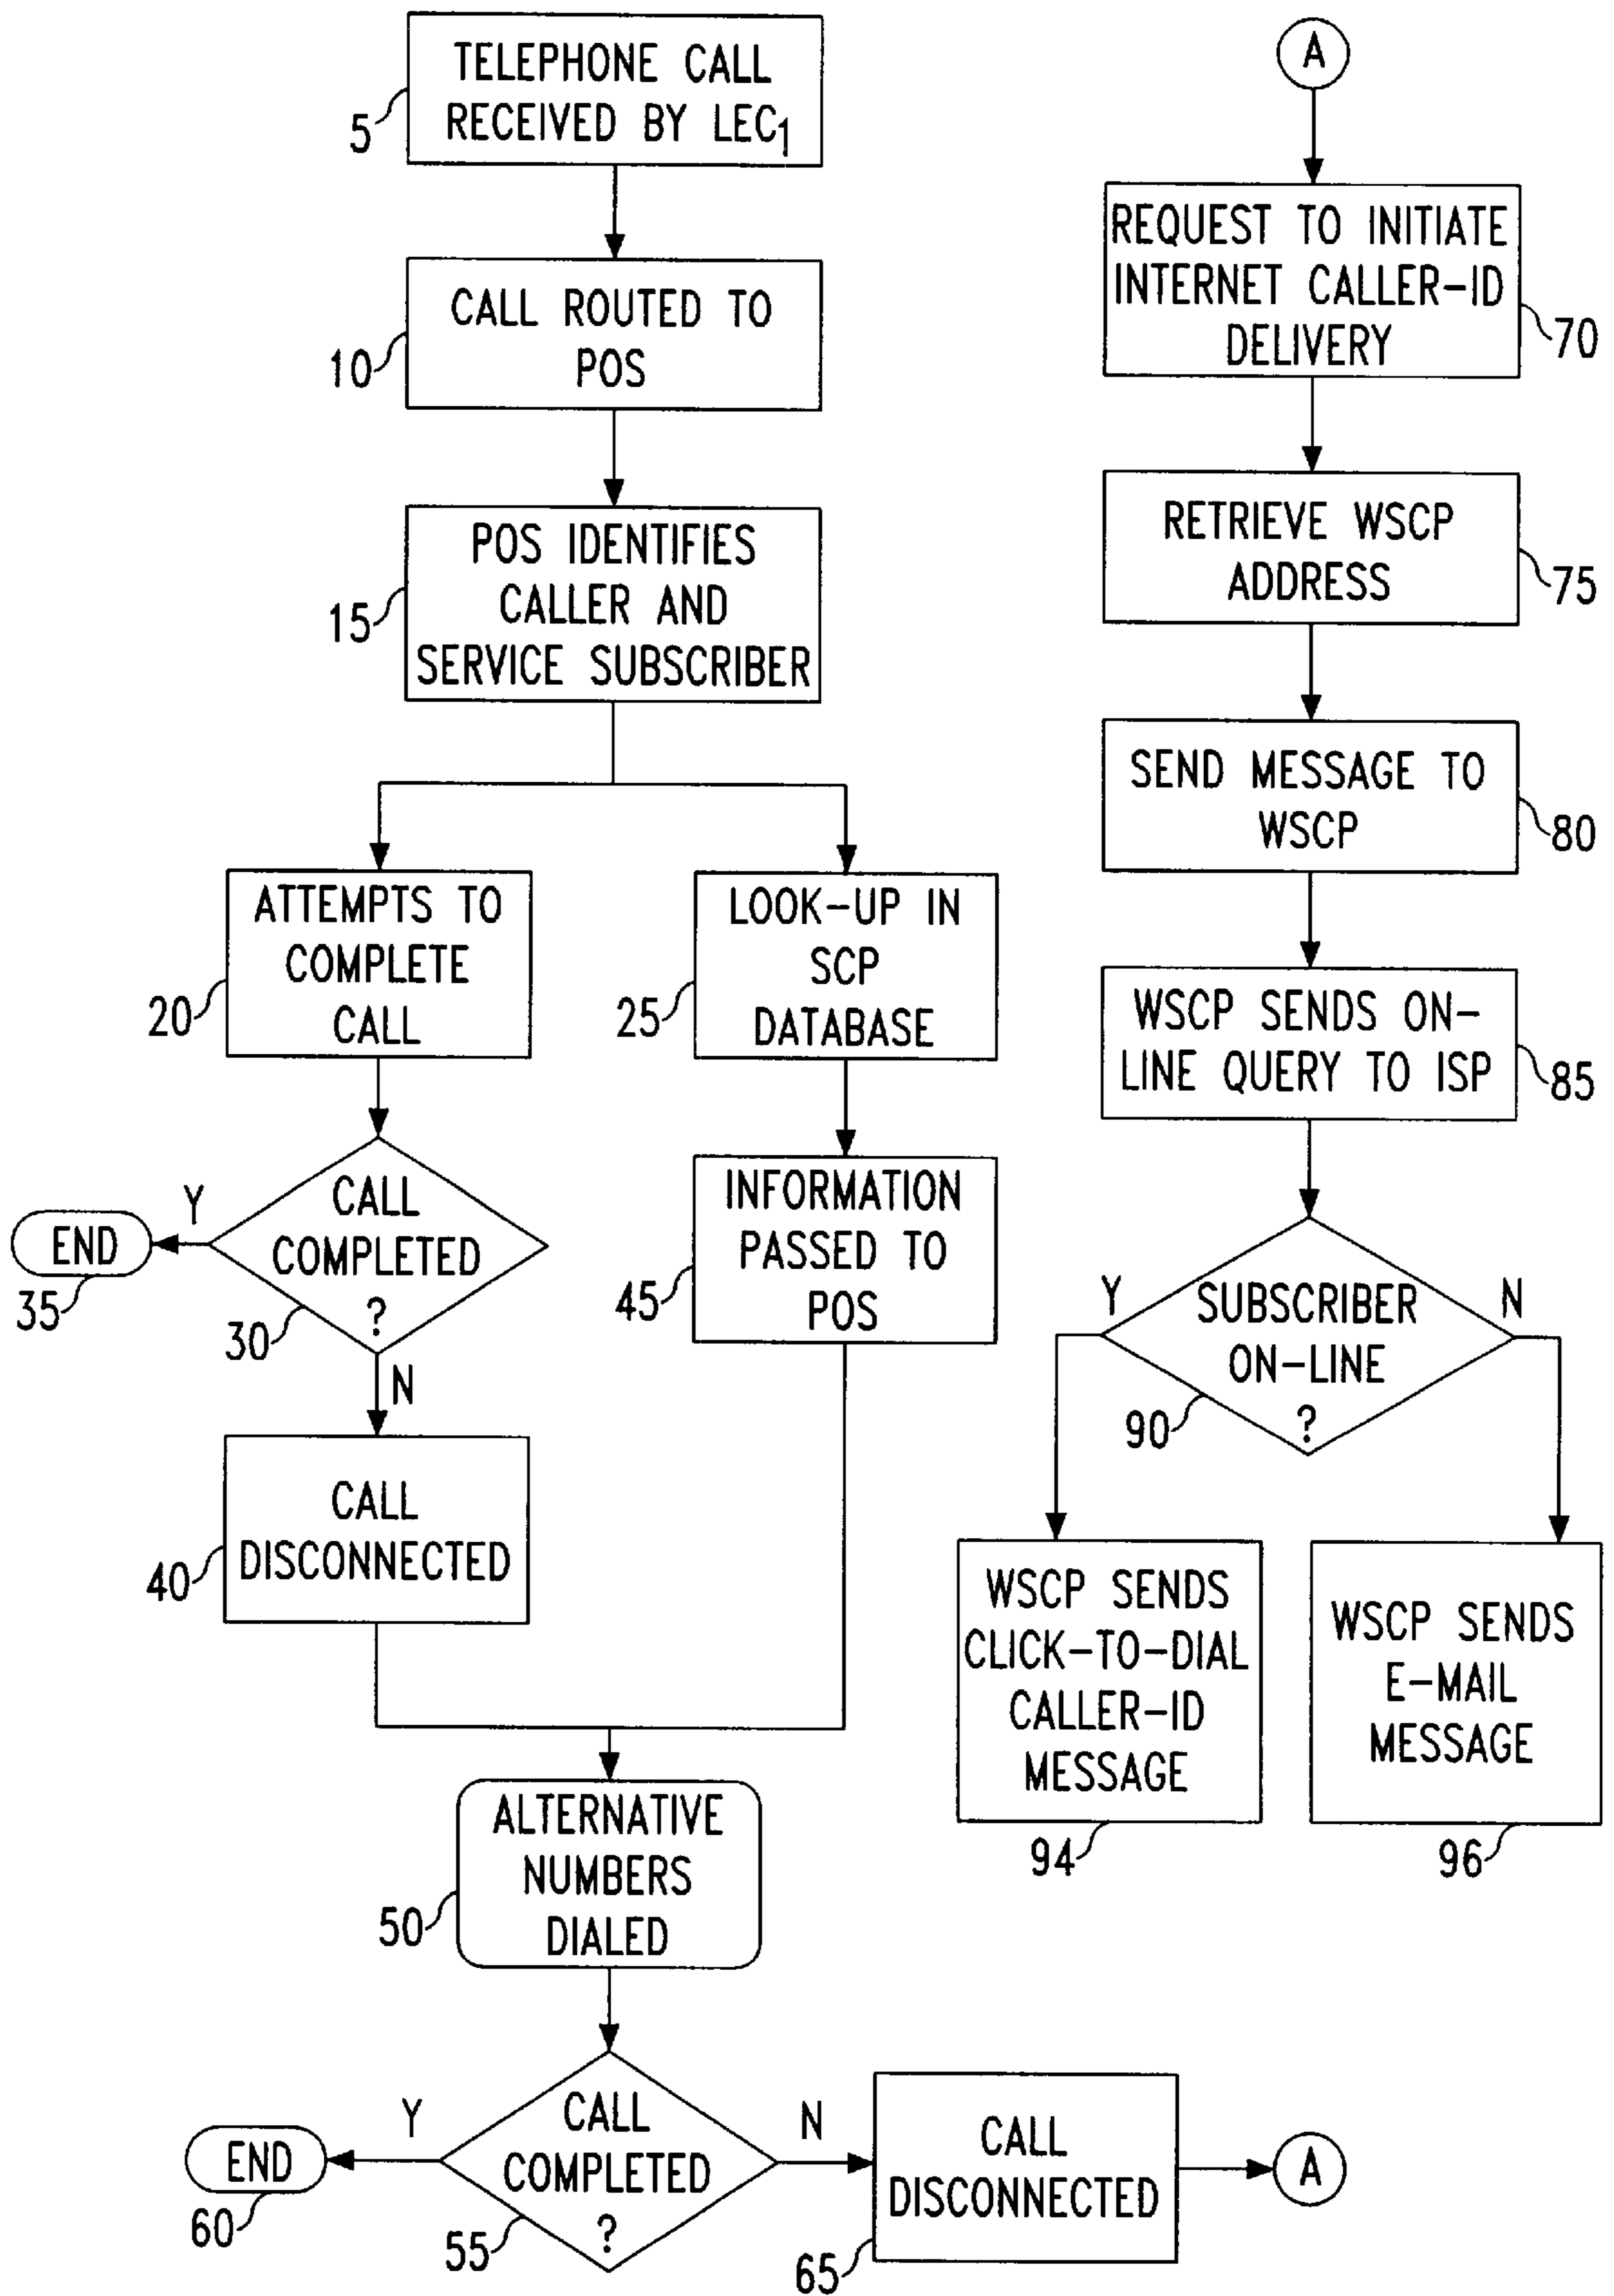 TELEPHONE CALL
RECEIVED BY LEC1
5
CALL ROUTED TO
POS
10
POS IDENTIFIES
CALLER AND
SERVICE SUBSCRIBER
15
ATTEMPTS TO
COMPLETE
CALL
20
LOOK-UP IN
SCP
DATABASE
25
CALL
COMPLETED
?
30
Y
END
35
N
INFORMATION
PASSED TO
POS
45
CALL
DISCONNECTED
40
ALTERNATIVE
NUMBERS
DIALED
50
CALL
COMPLETED
?
55
Y
END
60
N
CALL
DISCONNECTED
65
A
A
REQUEST TO INITIATE
INTERNET CALLER-ID
DELIVERY
70
RETRIEVE WSCP
ADDRESS
75
SEND MESSAGE TO
WSCP
80
WSCP SENDS ON-
LINE QUERY TO ISP
85
SUBSCRIBER
ON-LINE
?
90
Y
N
WSCP SENDS
CLICK-TO-DIAL
CALLER-ID
MESSAGE
94
WSCP SENDS
E-MAIL
MESSAGE
96